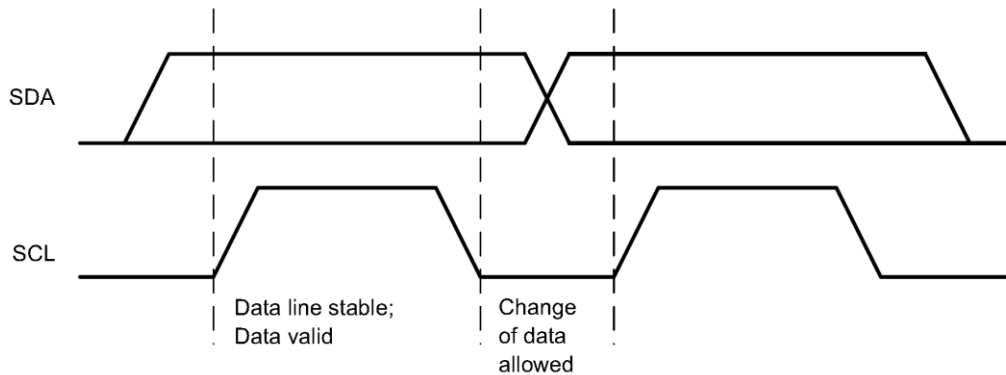 SDA
SCL
Data line stable;
Data valid
Change
of data
allowed